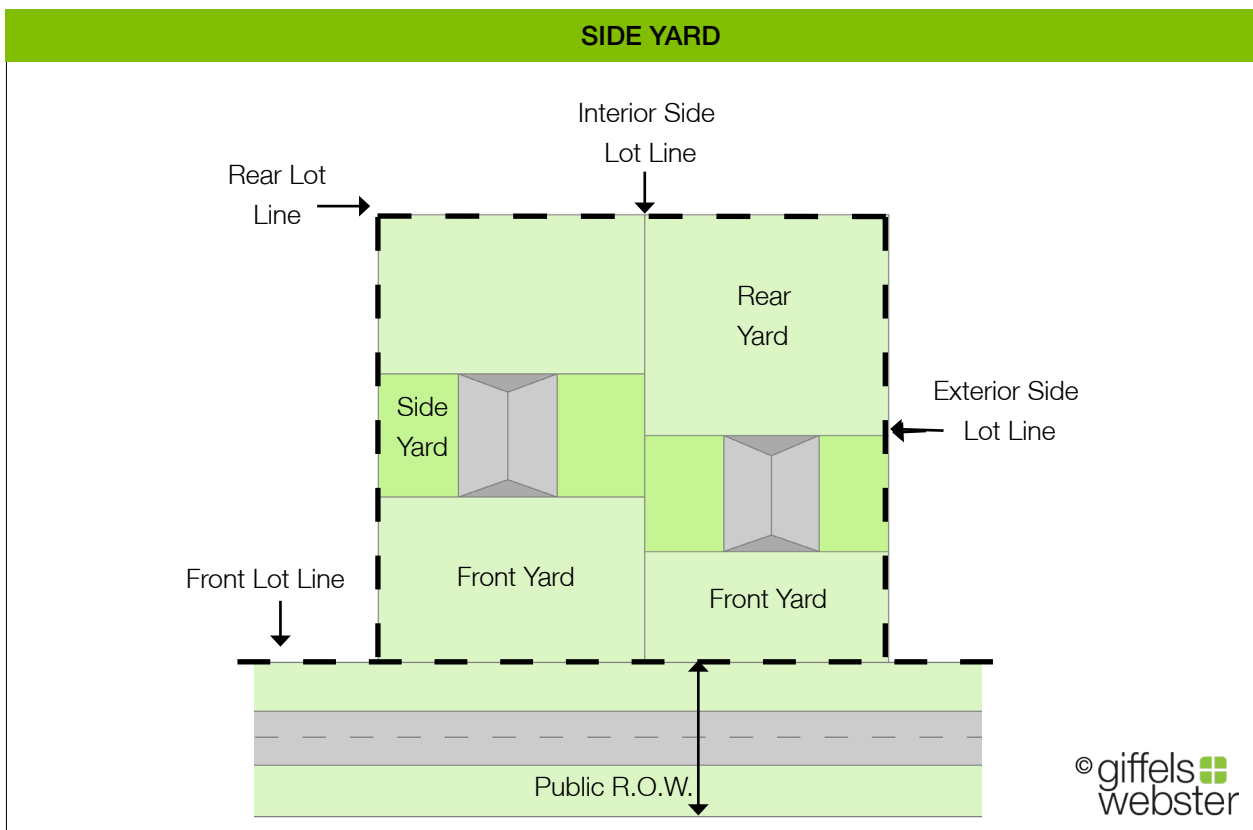 SIDE YARD
Interior Side
Lot Line
Rear Lot
Line
Rear
Yard
Side
Yard
Exterior Side
Lot Line
Front Lot Line
Front Yard
Front Yard
Public R.O.W.
© giffels
webster